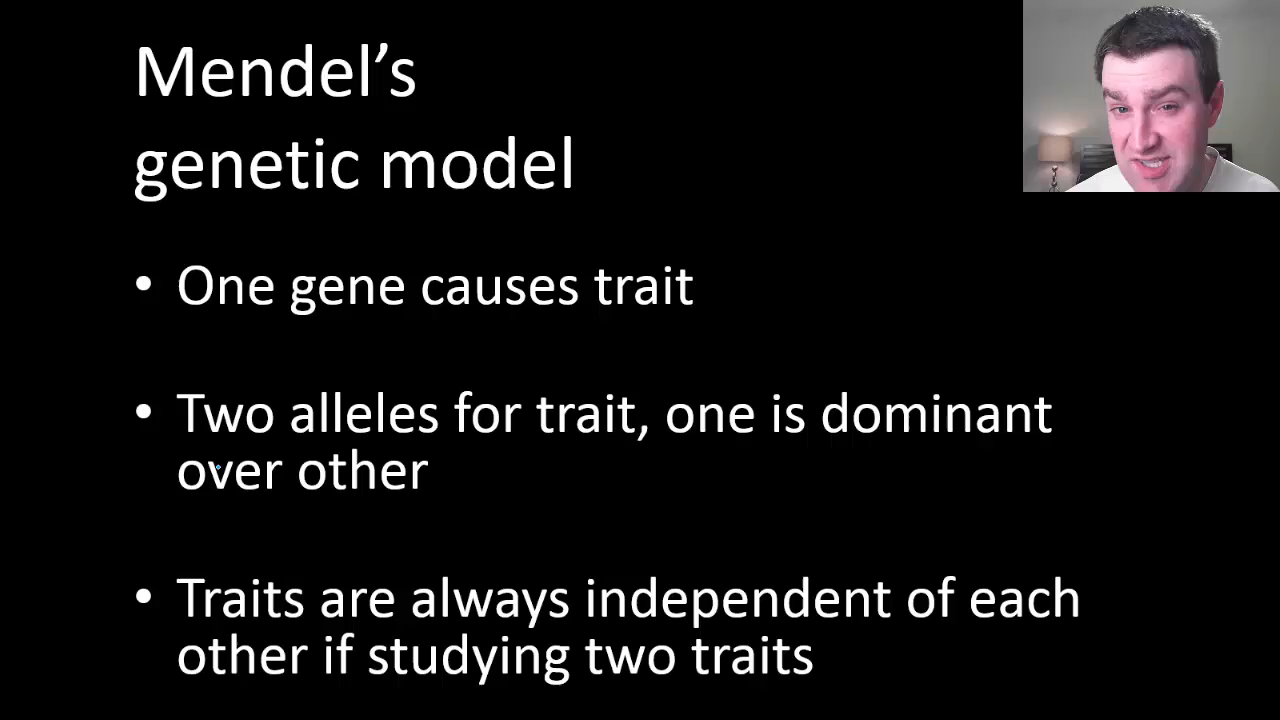 Mendel’s
genetic model
• One gene causes trait
• Two alleles for trait, one is dominant
over other
• Traits are always independent of each
other if studying two traits